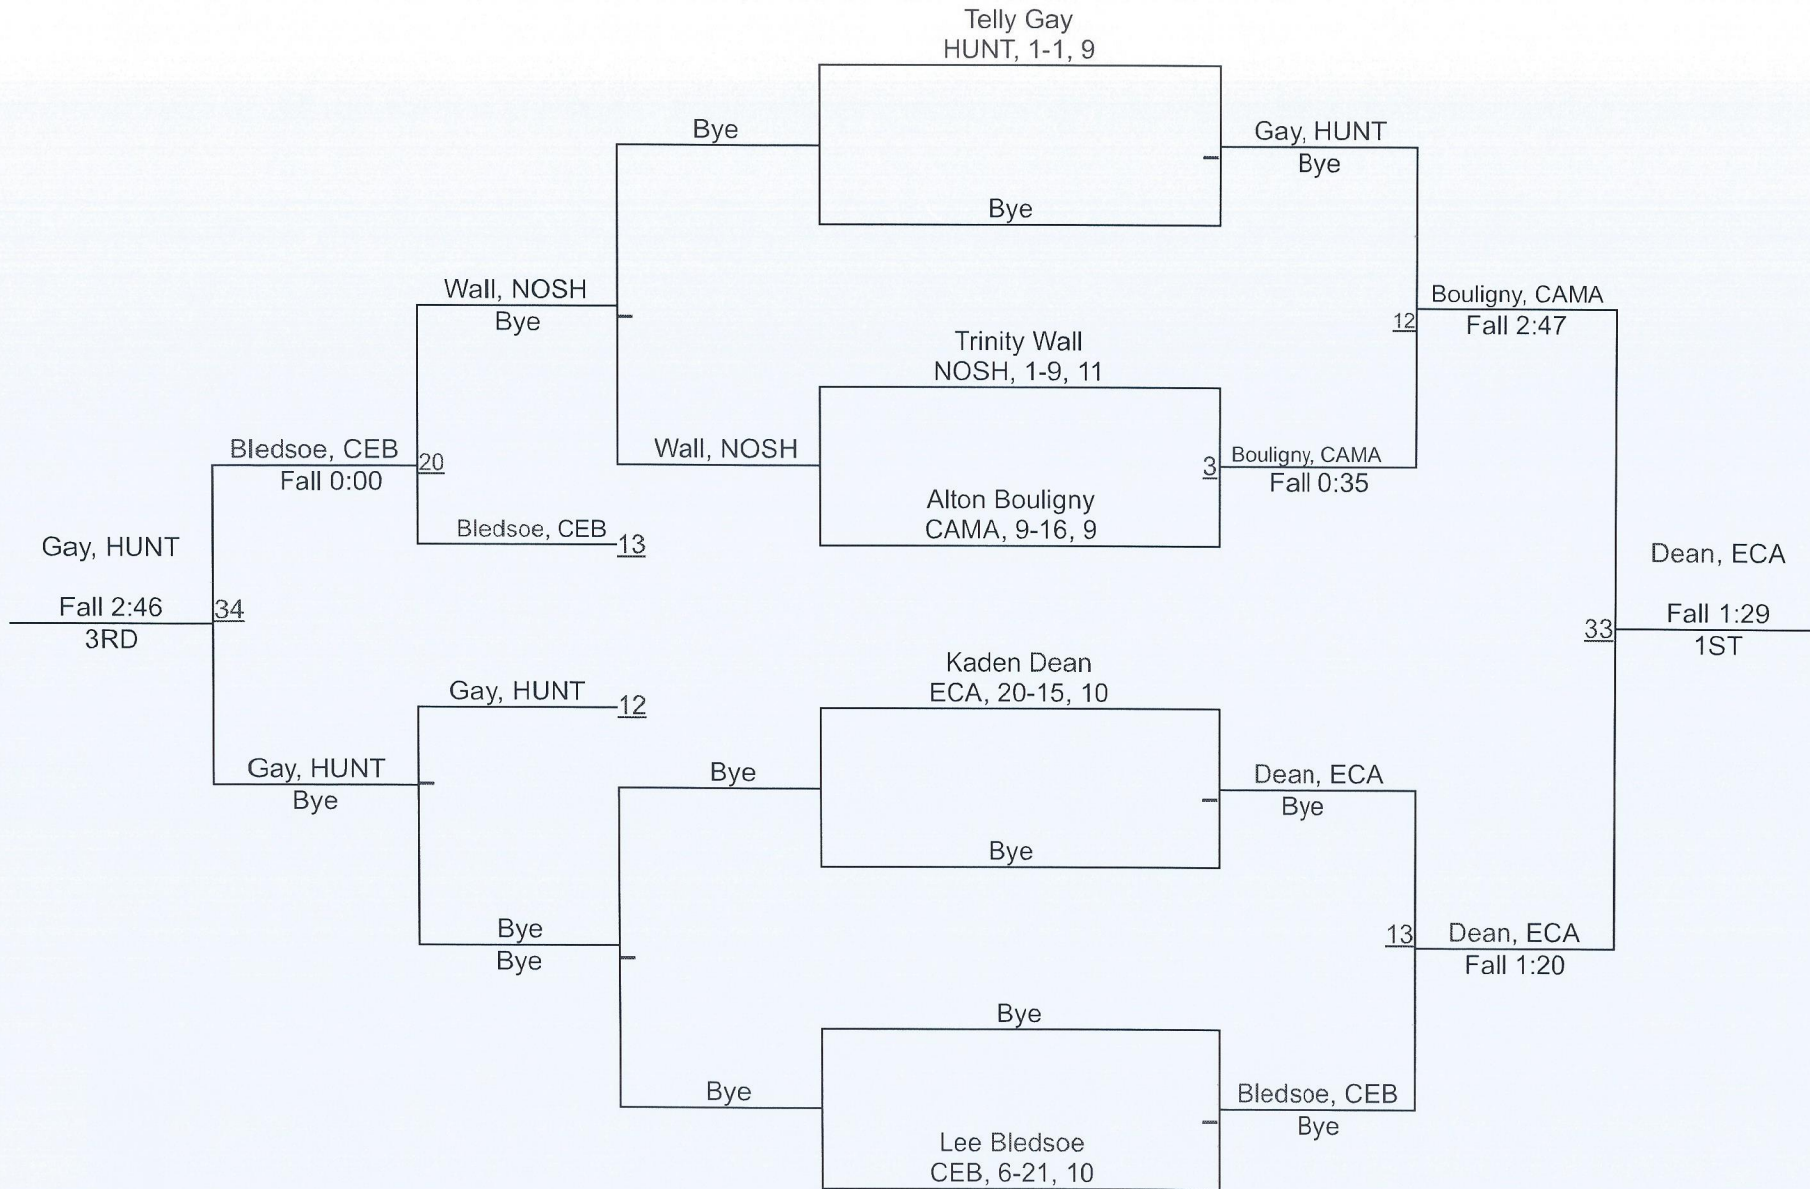 Telly Gay
HUNT, 1-1, 9
Bye
Gay, HUNT
Bye
Bye
Wall, NOSH
Bye
Bouligny, CAMA
12
Fall 2:47
Trinity Wall
NOSH, 1-9, 11
Bledsoe, CEB
20
Fall 0:00
Wall, NOSH
3
Bouligny, CAMA
Fall 0:35
Alton Bouligny
CAMA, 9-16, 9
Bledsoe, CEB
13
Gay, HUNT
Fall 2:46
34
3RD
Dean, ECA
Fall 1:29
33
1ST
Kaden Dean
ECA, 20-15, 10
Gay, HUNT
12
Gay, HUNT
Bye
Bye
Dean, ECA
Bye
Bye
Bye
Bye
13
Dean, ECA
Fall 1:20
Bye
Bye
Bledsoe, CEB
Bye
Lee Bledsoe
CEB, 6-21, 10